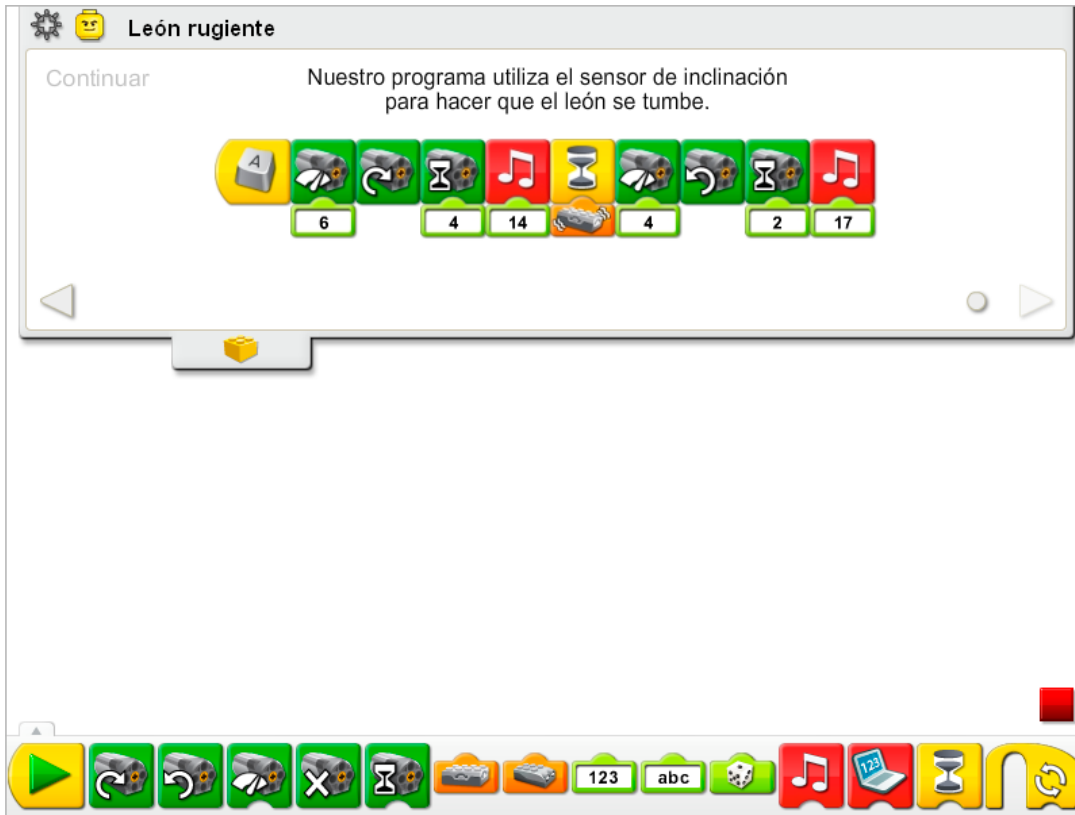 León rugiente
Continuar
Nuestro programa utiliza el sensor de inclinación
para hacer que el león se tumbe.
A
6 4 14 4 2 17
123 abc 123